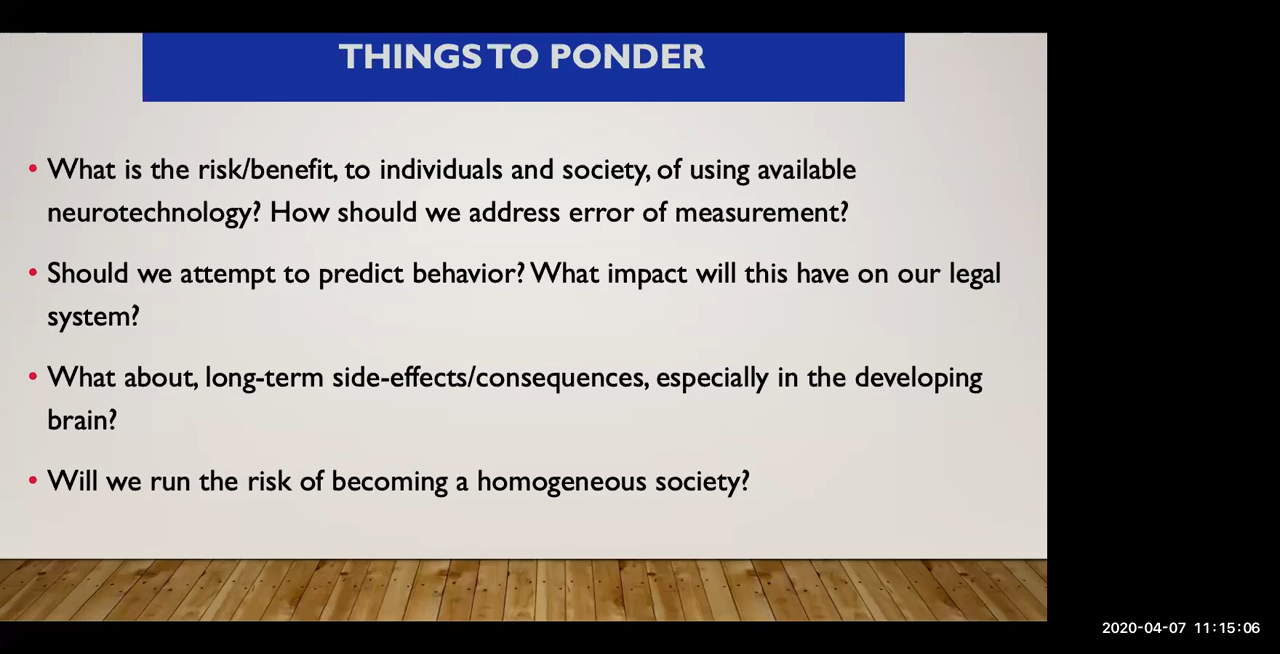 THINGS TO PONDER
• What is the risk/benefit, to individuals and society, of using available
neurotechnology? How should we address error of measurement?
• Should we attempt to predict behavior? What impact will this have on our legal
system?
• What about, long-term side-effects/consequences, especially in the developing
brain?
• Will we run the risk of becoming a homogeneous society?
2020-04-07 11:15:06